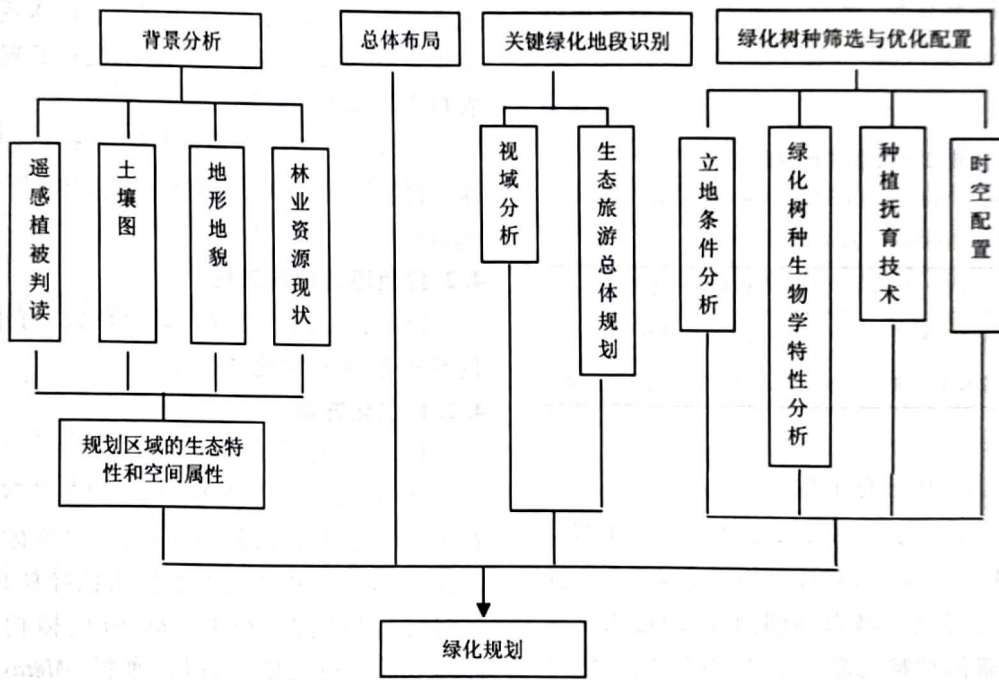 背景分析
总体布局
关键绿化地段识别
绿化树种筛选与优化配置
遥感植被判读
土壤图
地形地貌
林业资源现状
视域分析
生态旅游总体规划
立地条件分析
绿化树种生物学特性分析
种植抚育技术
时空配置
规划区域的生态特
性和空间属性
绿化规划